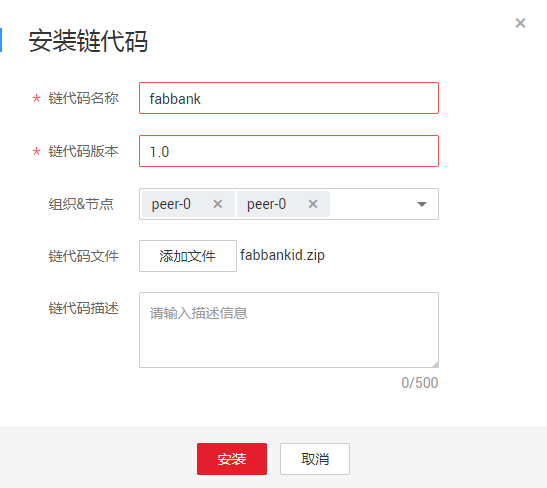 安装链代码
* 链代码名称 fabbank
* 链代码版本 1.0
组织&节点 peer-0 × peer-0 ×
链代码文件 添加文件 fabbankid.zip
链代码描述 请输入描述信息
0/500
安装 取消